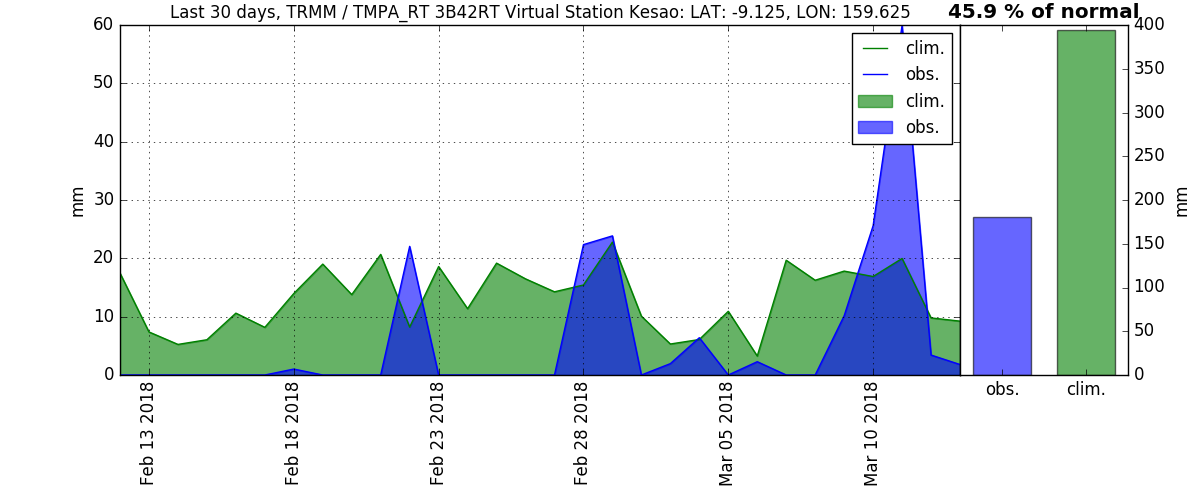 Last 30 days, TRMM / TMPA_RT 3B42RT Virtual Station Kesao: LAT: -9.125, LON: 159.625
45.9 % of normal
60
50
40
30
20
10
0
mm
clim.
obs.
clim.
obs.
Feb 13 2018
Feb 18 2018
Feb 23 2018
Feb 28 2018
Mar 05 2018
Mar 10 2018
400
350
300
250
200
150
100
50
0
mm
obs.
clim.